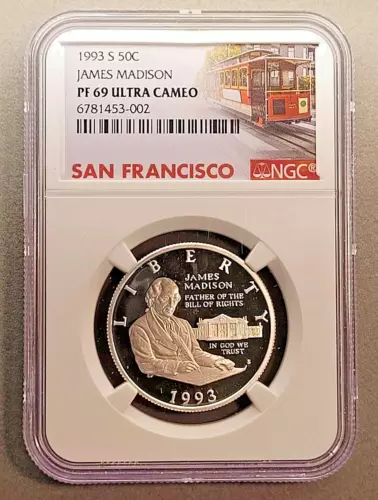 1993 S 50C
JAMES MADISON
PF 69 ULTRA CAMEO
6781453-002
SAN FRANCISCO
NGC®
LIBERTY
JAMES
MADISON
FATHER OF THE
BILL OF RIGHTS
IN GOD WE
TRUST
S
1993